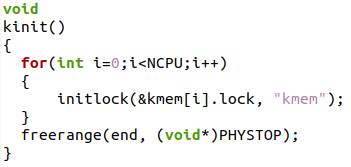 void
kinit()
{
  for(int i=0;i<NCPU;i++)
  {
      initlock(&kmem[i].lock, "kmem");
  }
  freerange(end, (void*)PHYSTOP);
}